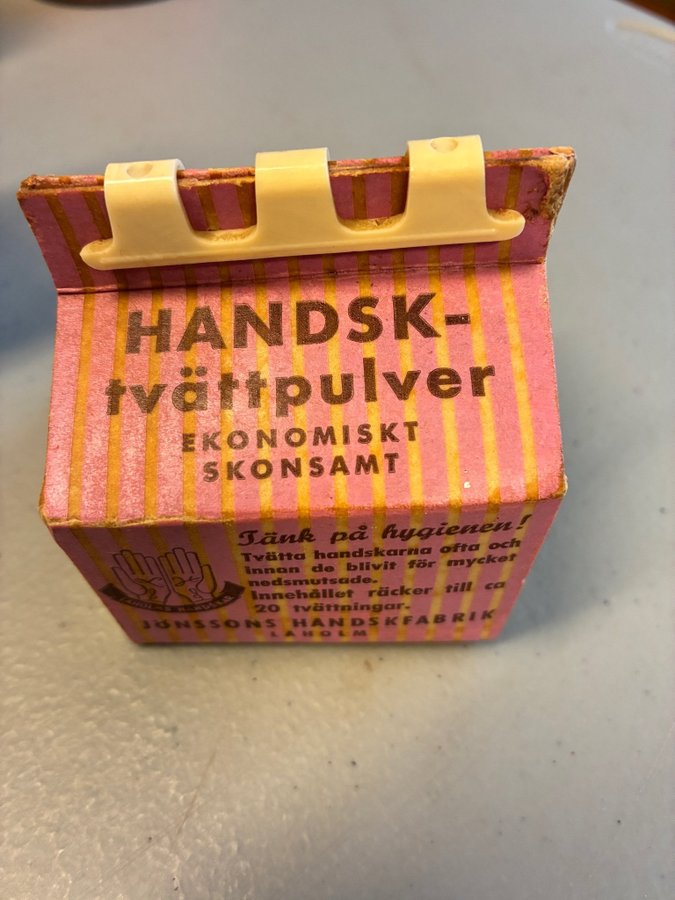 HANDSK-
tvättpulver
EKONOMISKT
SKONSAMT
Tänk på hygienen!
Tvätta handskarna ofta och
innan de blivit för mycket
nedsmutsade.
Innehållet räcker till ca
20 tvättningar.
JÖNSSONS HANDSKFABRIK
LAHOLM